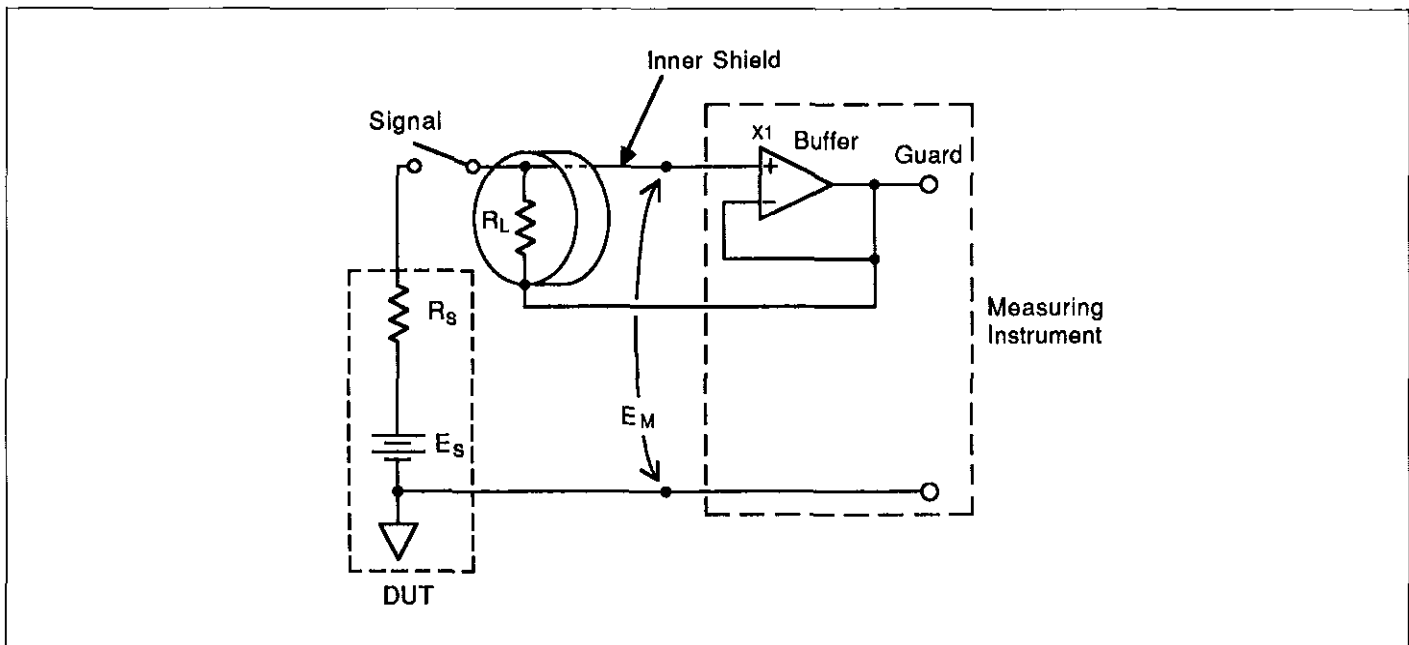 Inner Shield
Signal
X1
Buffer
Guard
+
−
RL
RS
Measuring
Instrument
EM
ES
DUT